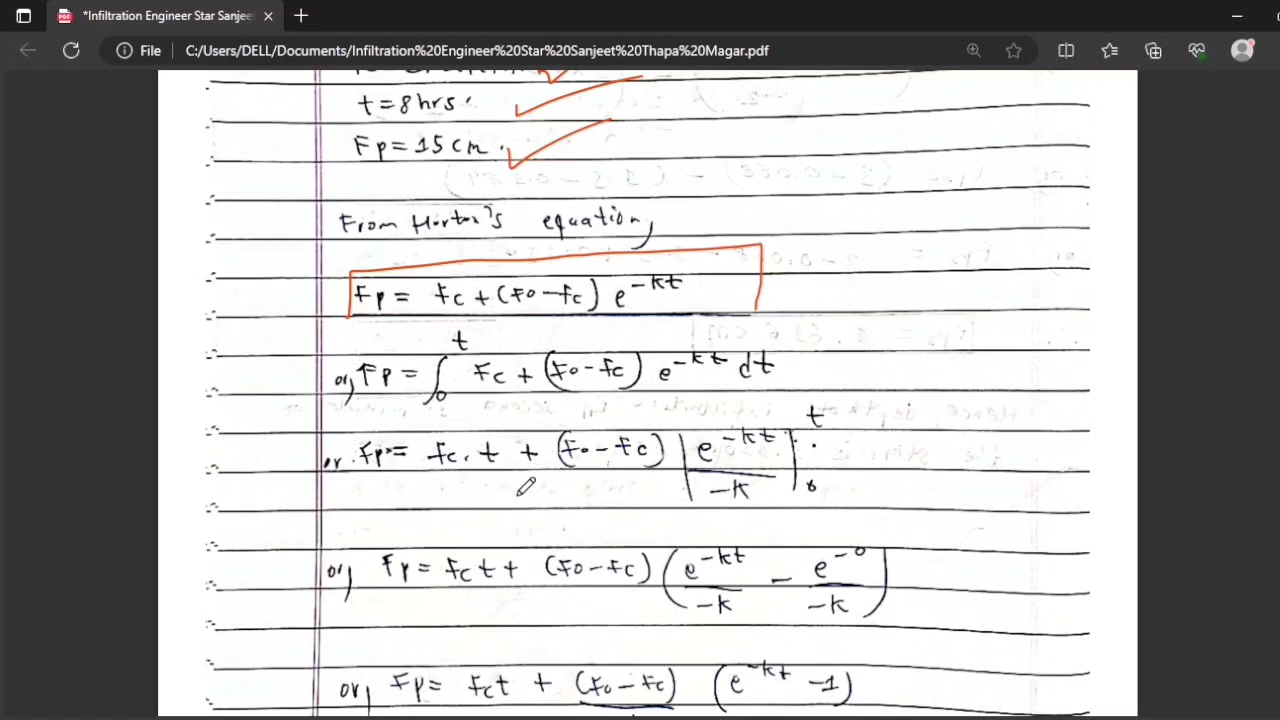 *Infiltration Engineer Star Sanjee
File C:/Users/DELL/Documents/Infiltration%20Engineer%20Star%20Sanjeet%20Thapa%20Magar.pdf
t = 8 hrs.
Fp = 15 cm.
From Horton's equation,
Fp = fc + (fo - fc) e^-kt
or, Fp = ∫₀ᵗ fc + (fo - fc) e^-kt dt
or. Fp = fc. t + (fo - fc) | e^-kt / -k |₀ᵗ
or, Fp = fc t + (fo - fc) ( e^-kt / -k - e^-0 / -k )
or, Fp = fc t + (fo - fc) (e^-kt - 1)